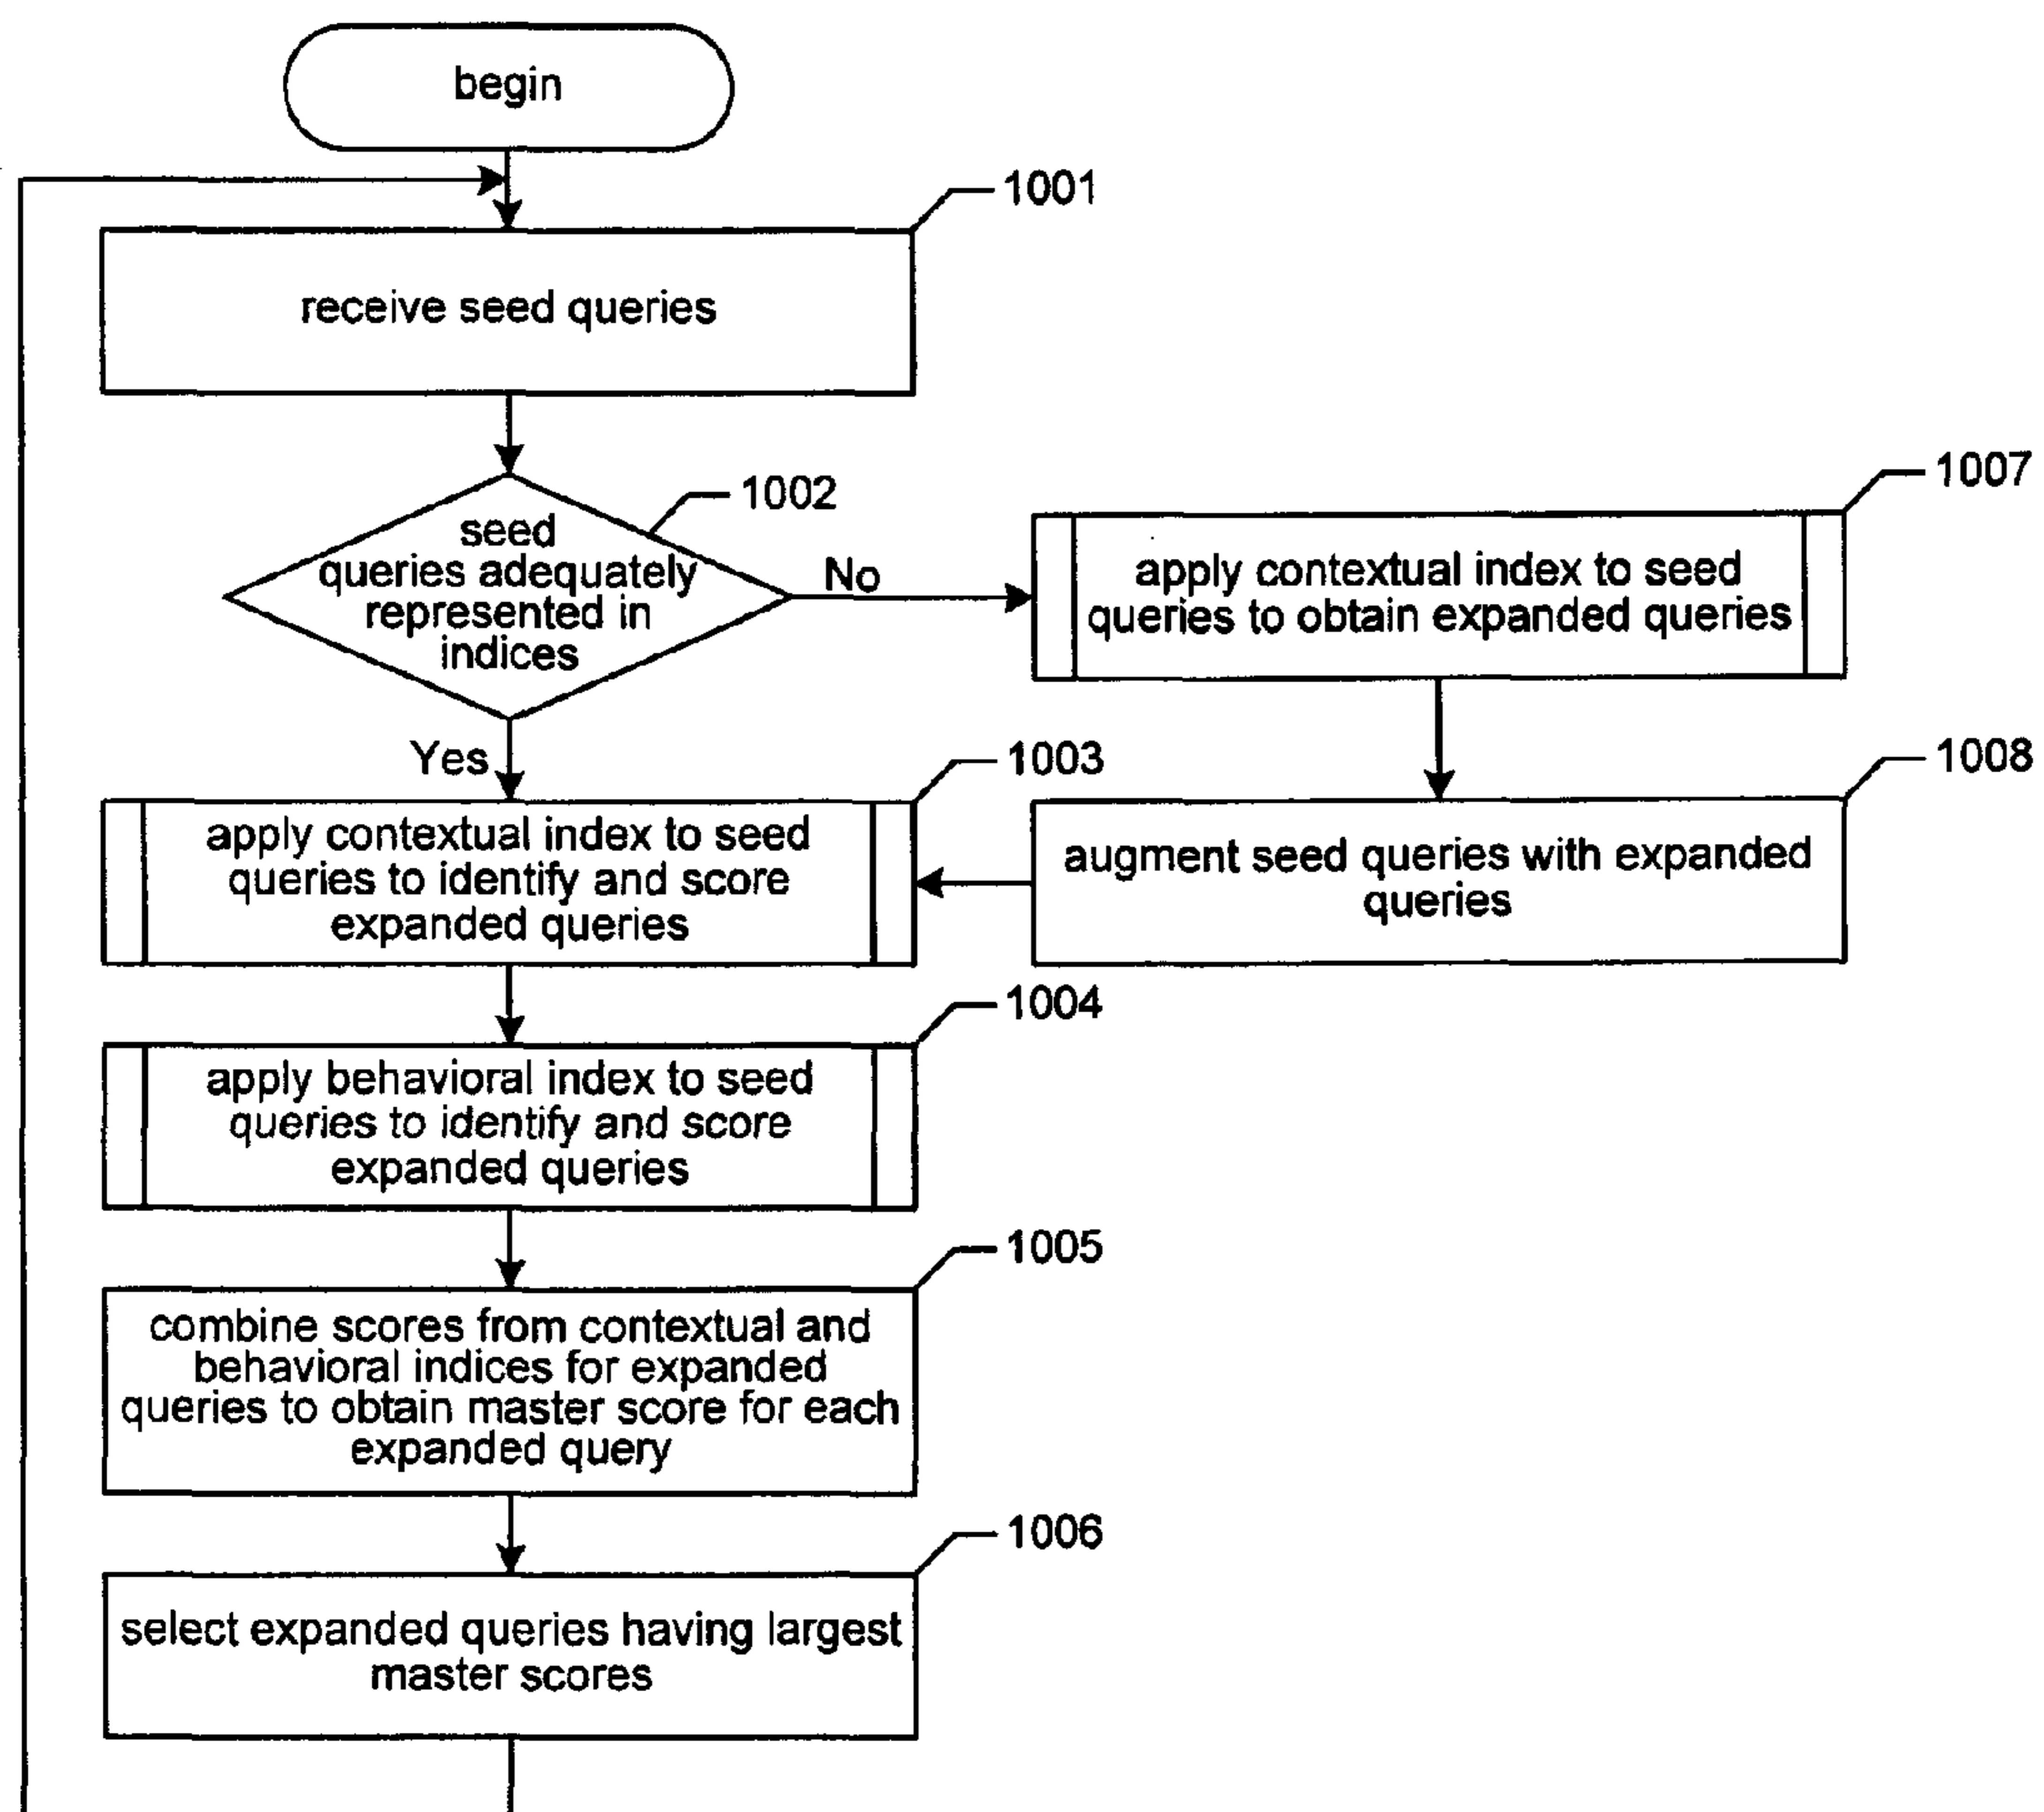 begin
1001
receive seed queries
1002
seed
queries adequately
represented in
indices
No
1007
apply contextual index to seed
queries to obtain expanded queries
Yes
1003
apply contextual index to seed
queries to identify and score
expanded queries
1008
augment seed queries with expanded
queries
1004
apply behavioral index to seed
queries to identify and score
expanded queries
1005
combine scores from contextual and
behavioral indices for expanded
queries to obtain master score for each
expanded query
1006
select expanded queries having largest
master scores